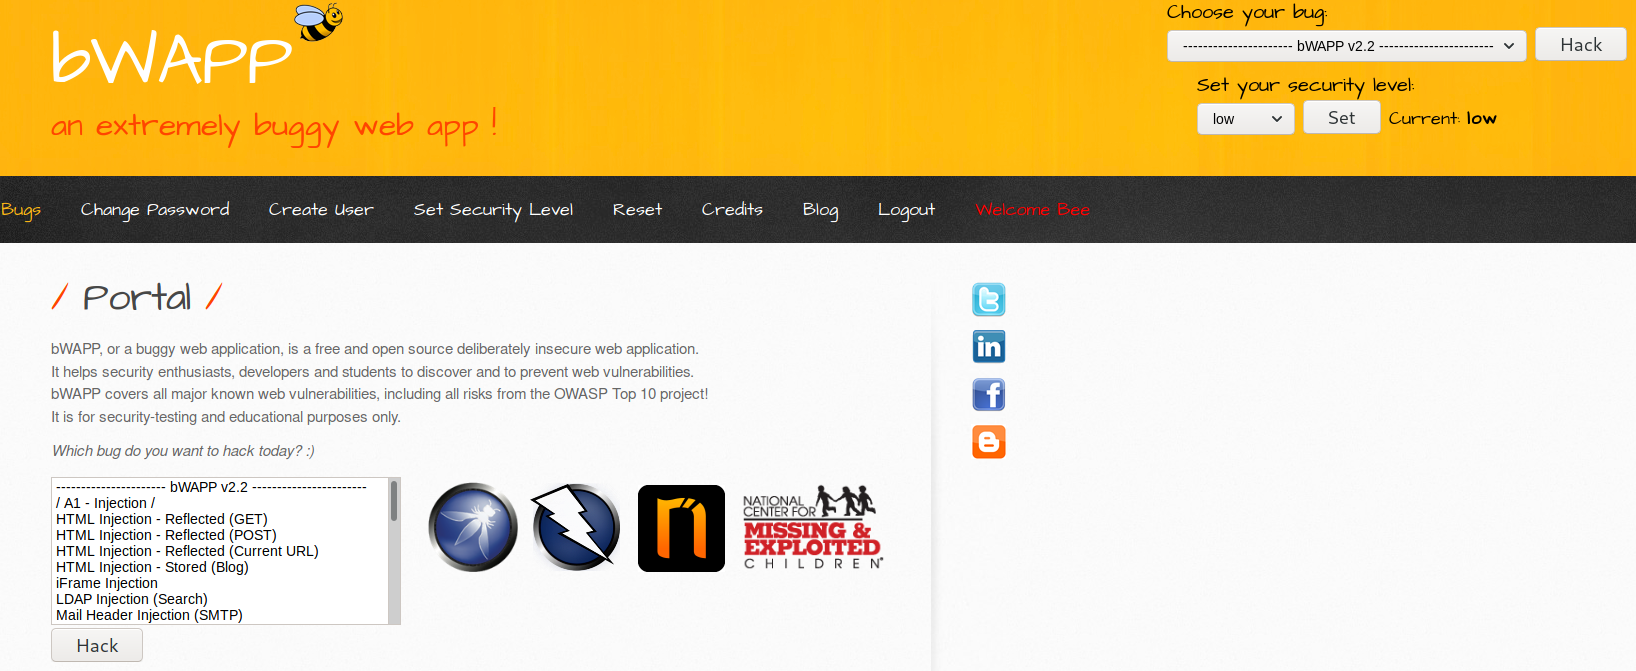 bWAPP
an extremely buggy web app !
Choose your bug:
---------------------- bWAPP v2.2 -----------------------
Hack
Set your security level:
low
Set
Current: low
Bugs
Change Password
Create User
Set Security Level
Reset
Credits
Blog
Logout
Welcome Bee
/ Portal /
bWAPP, or a buggy web application, is a free and open source deliberately insecure web application.
It helps security enthusiasts, developers and students to discover and to prevent web vulnerabilities.
bWAPP covers all major known web vulnerabilities, including all risks from the OWASP Top 10 project!
It is for security-testing and educational purposes only.
Which bug do you want to hack today? :)
---------------------- bWAPP v2.2 -----------------------
/ A1 - Injection /
HTML Injection - Reflected (GET)
HTML Injection - Reflected (POST)
HTML Injection - Reflected (Current URL)
HTML Injection - Stored (Blog)
iFrame Injection
LDAP Injection (Search)
Mail Header Injection (SMTP)
Hack
NATIONAL
CENTER FOR
MISSING &
EXPLOITED
CHILDREN®